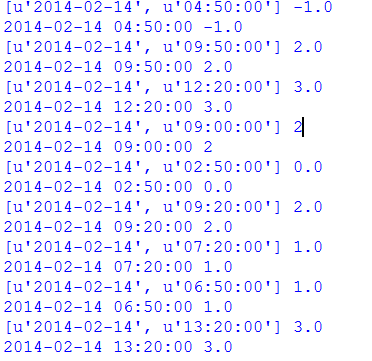 [u'2014-02-14', u'04:50:00'] -1.0
2014-02-14 04:50:00 -1.0
[u'2014-02-14', u'09:50:00'] 2.0
2014-02-14 09:50:00 2.0
[u'2014-02-14', u'12:20:00'] 3.0
2014-02-14 12:20:00 3.0
[u'2014-02-14', u'09:00:00'] 2
2014-02-14 09:00:00 2
[u'2014-02-14', u'02:50:00'] 0.0
2014-02-14 02:50:00 0.0
[u'2014-02-14', u'09:20:00'] 2.0
2014-02-14 09:20:00 2.0
[u'2014-02-14', u'07:20:00'] 1.0
2014-02-14 07:20:00 1.0
[u'2014-02-14', u'06:50:00'] 1.0
2014-02-14 06:50:00 1.0
[u'2014-02-14', u'13:20:00'] 3.0
2014-02-14 13:20:00 3.0